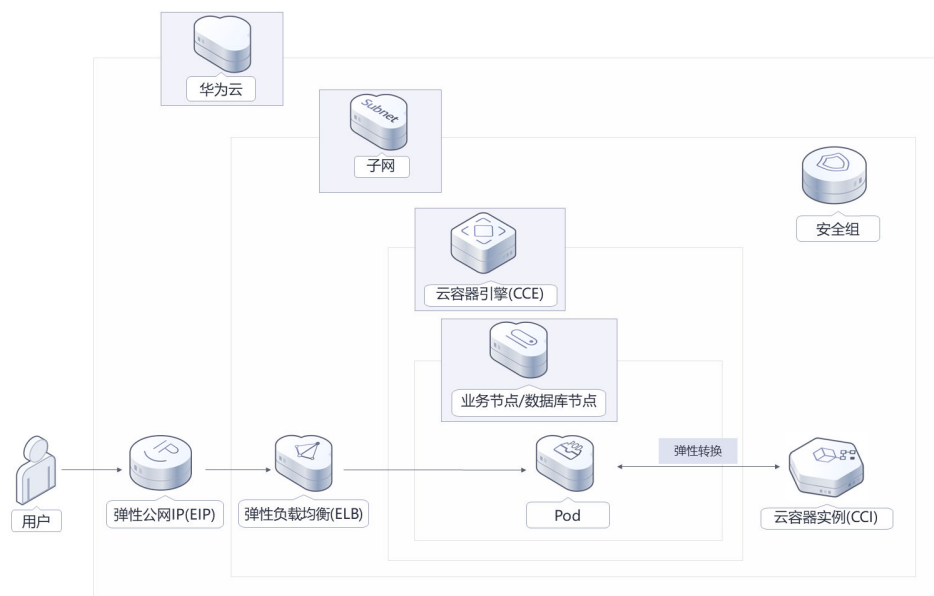 华为云
Subnet
子网
安全组
云容器引擎(CCE)
业务节点/数据库节点
弹性转换
IP
用户
弹性公网IP(EIP)
弹性负载均衡(ELB)
Pod
云容器实例(CCI)